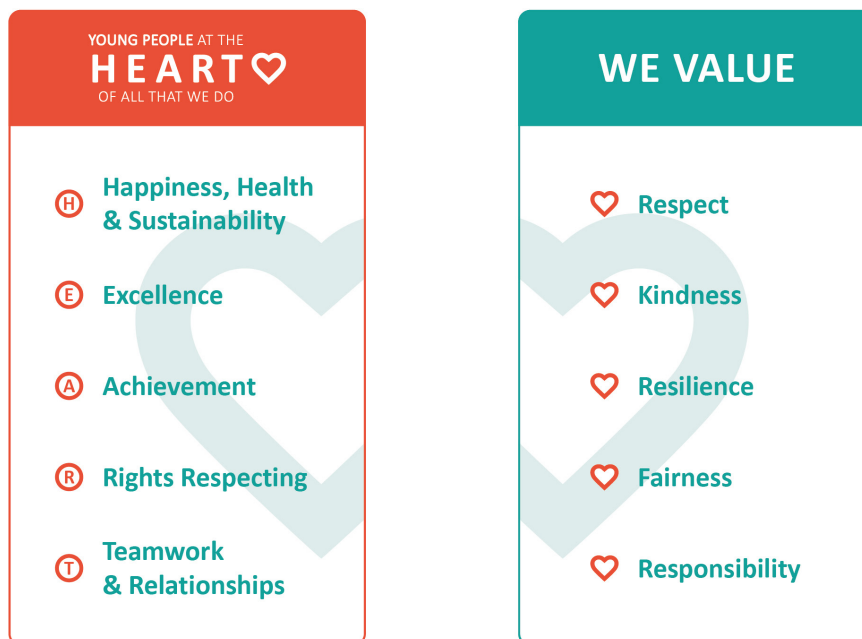 YOUNG PEOPLE AT THE
HEART
OF ALL THAT WE DO
H Happiness, Health
& Sustainability
E Excellence
A Achievement
R Rights Respecting
T Teamwork
& Relationships
WE VALUE
Respect
Kindness
Resilience
Fairness
Responsibility